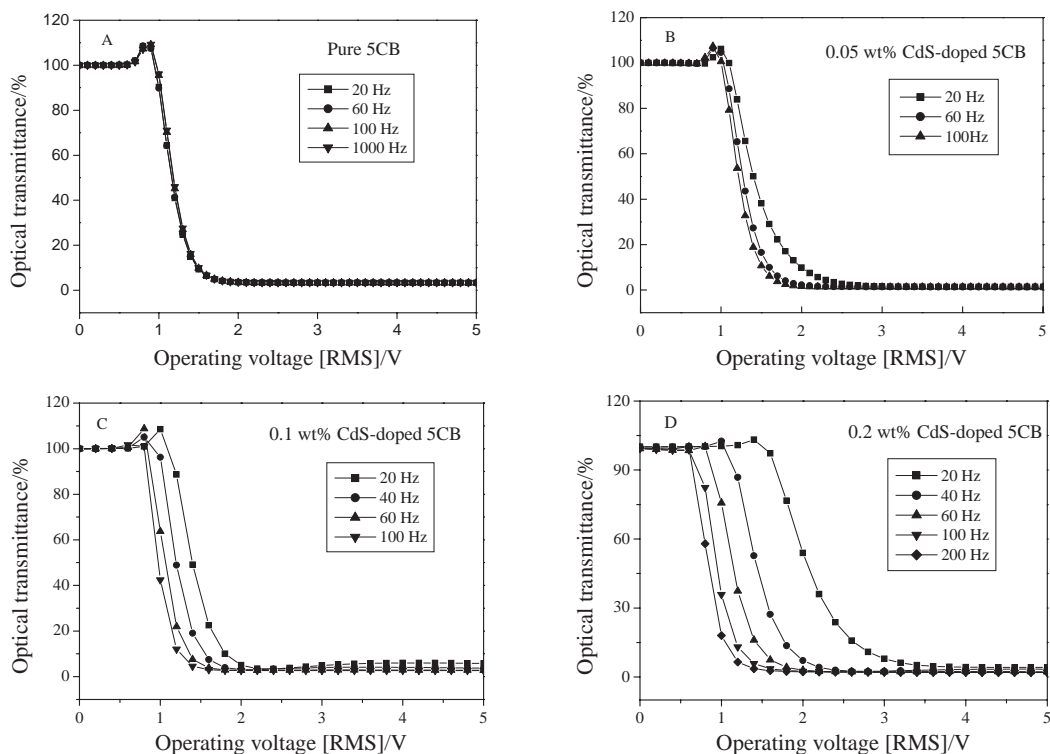 A
Pure 5CB
20 Hz
60 Hz
100 Hz
1000 Hz
120
100
80
60
40
20
0
Optical transmittance/%
0 1 2 3 4 5
Operating voltage [RMS]/V
B
0.05 wt% CdS-doped 5CB
20 Hz
60 Hz
100Hz
120
100
80
60
40
20
0
Optical transmittance/%
0 1 2 3 4 5
Operating voltage [RMS]/V
C
0.1 wt% CdS-doped 5CB
20 Hz
40 Hz
60 Hz
100 Hz
120
100
80
60
40
20
0
Optical transmittance/%
0 1 2 3 4 5
Operating voltage [RMS]/V
D
0.2 wt% CdS-doped 5CB
20 Hz
40 Hz
60 Hz
100 Hz
200 Hz
120
90
60
30
0
Optical transmittance/%
0 1 2 3 4 5
Operating voltage [RMS]/V